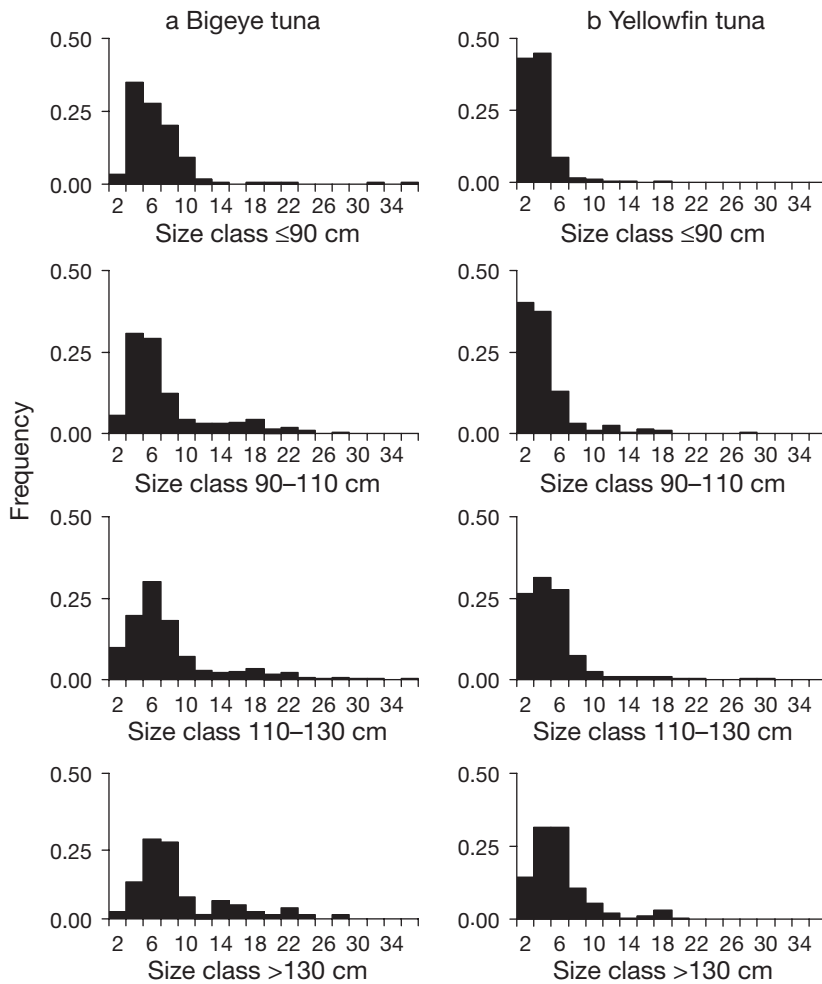 a Bigeye tuna
b Yellowfin tuna
Frequency
0.50
0.25
0.00
2 6 10 14 18 22 26 30 34
Size class ≤90 cm
0.50
0.25
0.00
2 6 10 14 18 22 26 30 34
Size class ≤90 cm
0.50
0.25
0.00
2 6 10 14 18 22 26 30 34
Size class 90–110 cm
0.50
0.25
0.00
2 6 10 14 18 22 26 30 34
Size class 90–110 cm
0.50
0.25
0.00
2 6 10 14 18 22 26 30 34
Size class 110–130 cm
0.50
0.25
0.00
2 6 10 14 18 22 26 30 34
Size class 110–130 cm
0.50
0.25
0.00
2 6 10 14 18 22 26 30 34
Size class >130 cm
0.50
0.25
0.00
2 6 10 14 18 22 26 30 34
Size class >130 cm